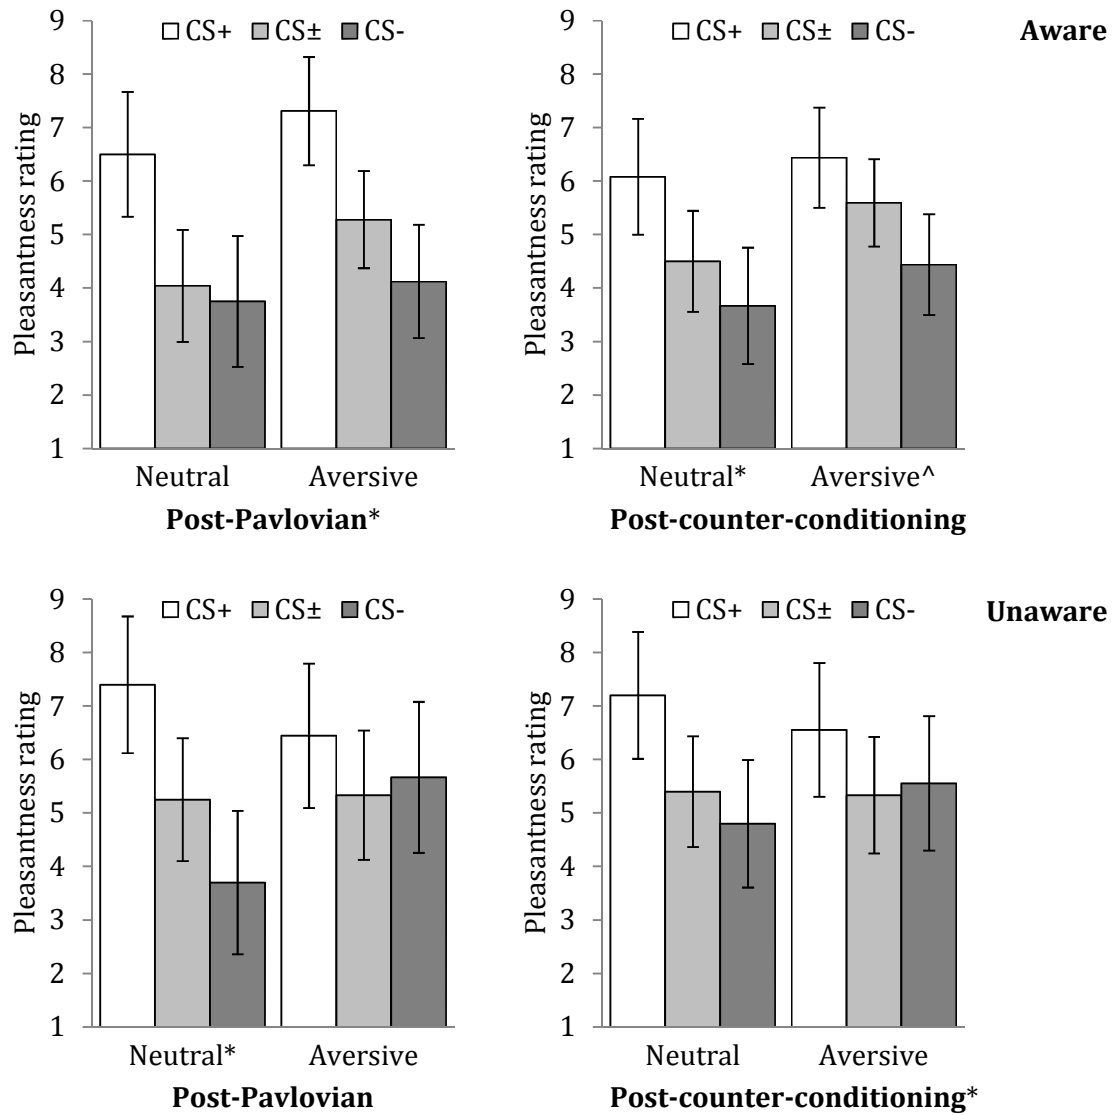 CS+ CS± CS-
Pleasantness rating
9
8
7
6
5
4
3
2
1
Neutral Aversive
Post-Pavlovian*
CS+ CS± CS-
Aware
Pleasantness rating
9
8
7
6
5
4
3
2
1
Neutral* Aversive^
Post-counter-conditioning
CS+ CS± CS-
Pleasantness rating
9
8
7
6
5
4
3
2
1
Neutral* Aversive
Post-Pavlovian
CS+ CS± CS-
Unaware
Pleasantness rating
9
8
7
6
5
4
3
2
1
Neutral Aversive
Post-counter-conditioning*